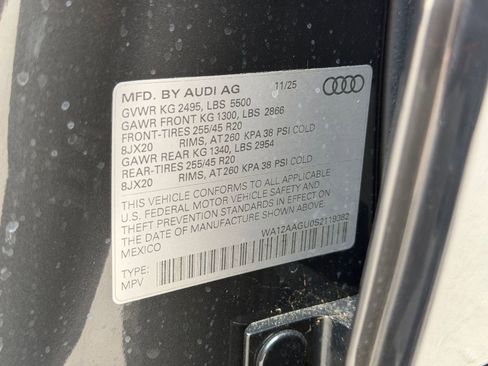 MFD. BY AUDI AG 11/25
GVWR KG 2495, LBS 5500
GAWR FRONT KG 1300, LBS 2866
FRONT-TIRES 255/45 R20
8JX20 RIMS, AT 260 KPA 38 PSI COLD
GAWR REAR KG 1340, LBS 2954
REAR-TIRES 255/45 R20
8JX20 RIMS, AT 260 KPA 38 PSI COLD
THIS VEHICLE CONFORMS TO ALL APPLICABLE
U.S. FEDERAL MOTOR VEHICLE SAFETY AND
THEFT PREVENTION STANDARDS IN EFFECT ON
DATE OF MANUFACTURE SHOWN ABOVE.
MEXICO WA12AAGU0S2119382
TYPE:
MPV